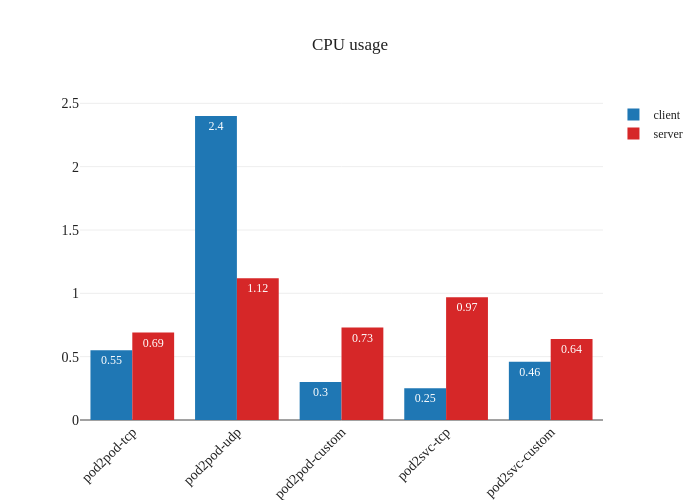 CPU usage
client
server
2.5
2
1.5
1
0.5
0
0.55
0.69
2.4
1.12
0.3
0.73
0.25
0.97
0.46
0.64
pod2pod-tcp
pod2pod-udp
pod2pod-custom
pod2svc-tcp
pod2svc-custom